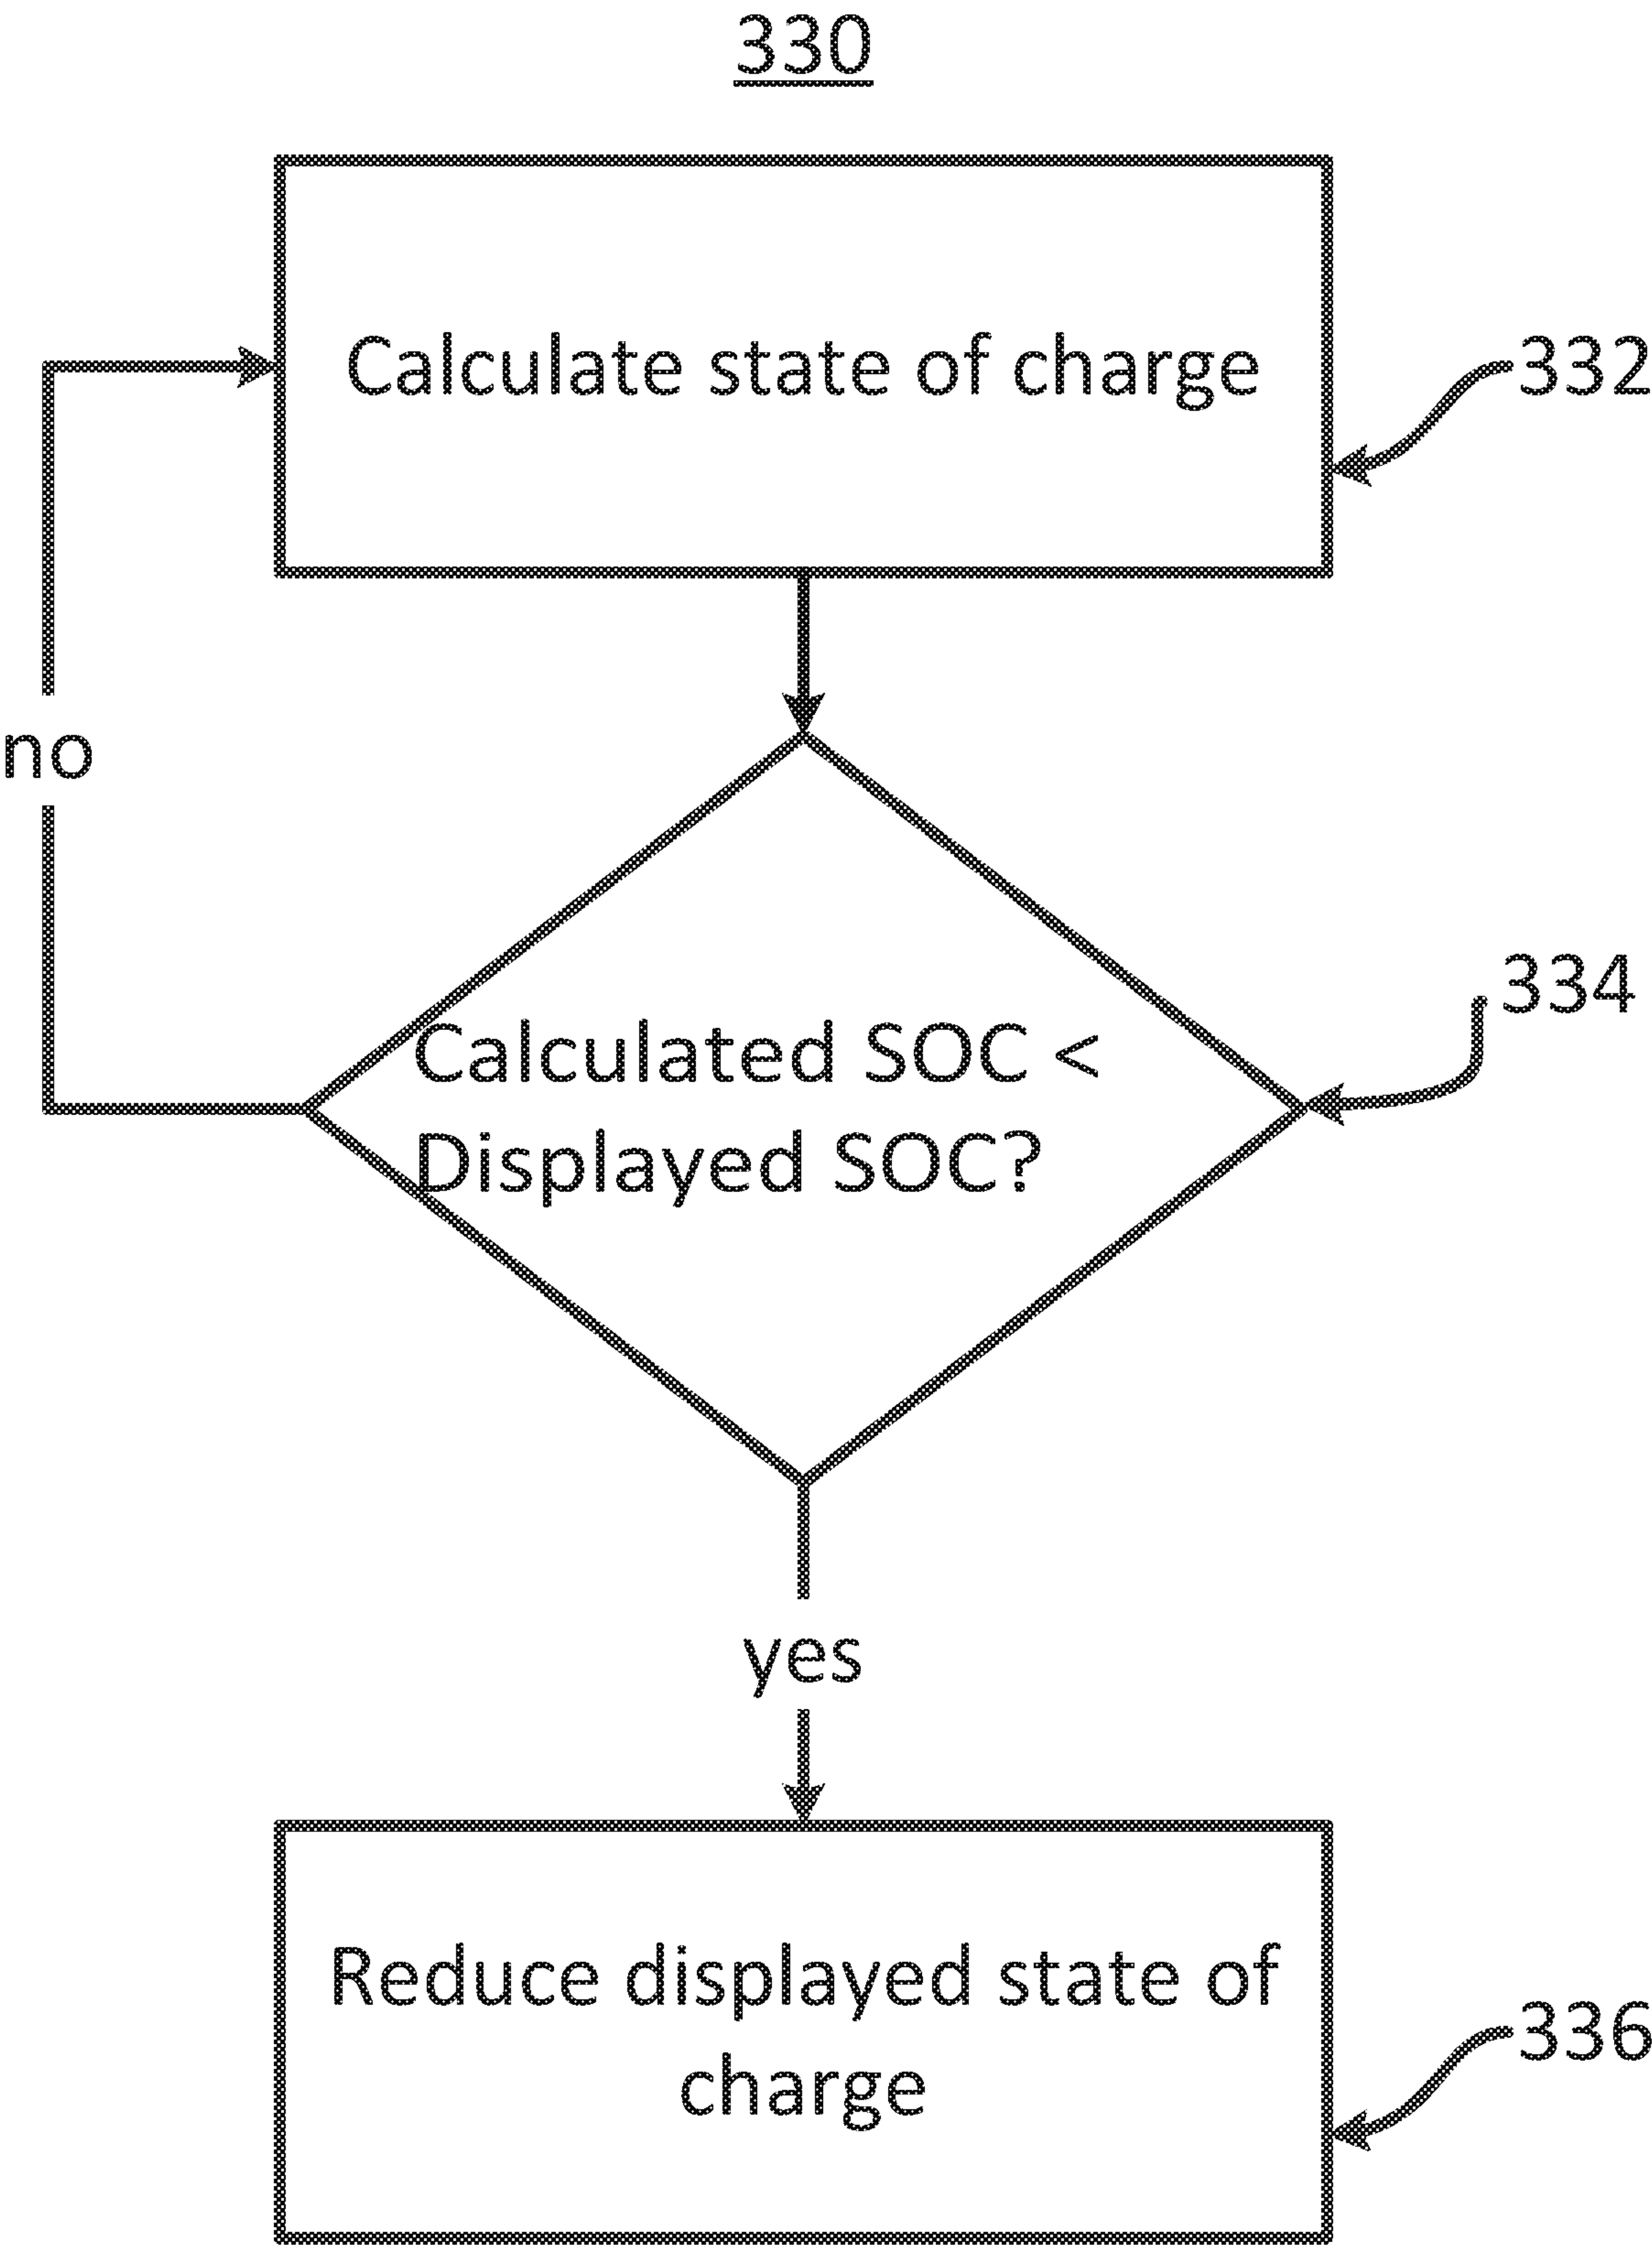 330
Calculate state of charge
332
no
334
Calculated SOC <
Displayed SOC?
yes
Reduce displayed state of
charge
336